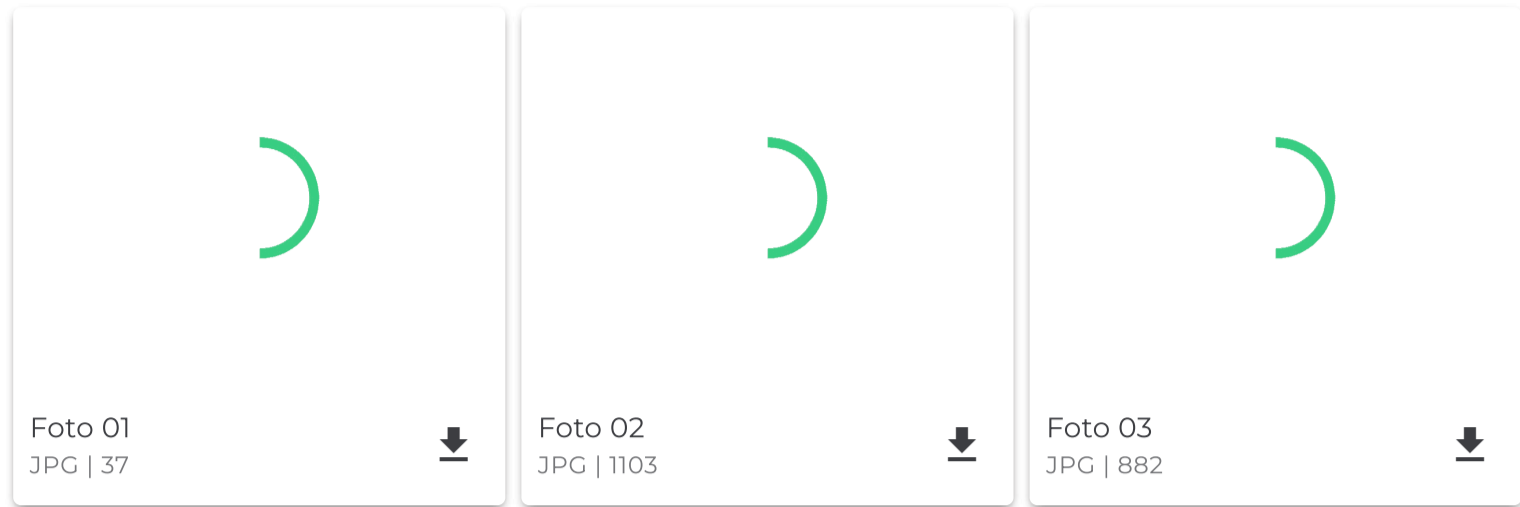 Foto 01
JPG | 37
Foto 02
JPG | 1103
Foto 03
JPG | 882